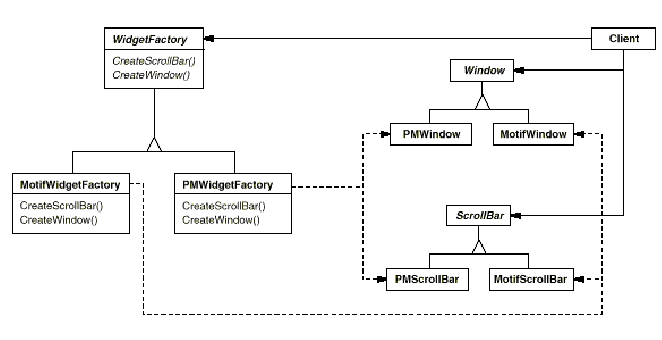 WidgetFactory
CreateScrollBar()
CreateWindow()
Client
Window
PMWindow
MotifWindow
MotifWidgetFactory
CreateScrollBar()
CreateWindow()
PMWidgetFactory
CreateScrollBar()
CreateWindow()
ScrollBar
PMScrollBar
MotifScrollBar